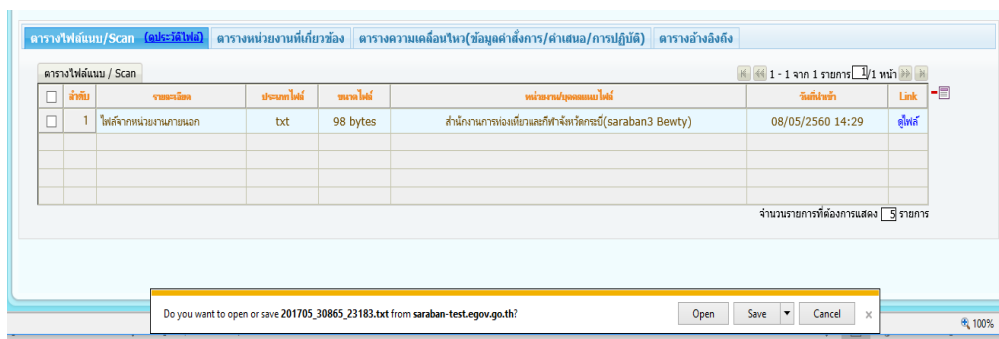 ตารางไฟล์แนบ/Scan (ดูประวัติไฟล์) ตารางหน่วยงานที่เกี่ยวข้อง ตารางความเคลื่อนไหว(ข้อมูลคำสั่งการ/คำเสนอ/การปฏิบัติ) ตารางอ้างอิงถึง
ตารางไฟล์แนบ / Scan 1 - 1 จาก 1 รายการ 1/1 หน้า
ลำดับ รายละเอียด ประเภทไฟล์ ขนาดไฟล์ หน่วยงาน/บุคคลแนบไฟล์ วันที่นำเข้า Link
1 ไฟล์จากหน่วยงานภายนอก txt 98 bytes สำนักงานการท่องเที่ยวและกีฬาจังหวัดกระบี่(saraban3 Bewty) 08/05/2560 14:29 ดูไฟล์
จำนวนรายการที่ต้องการแสดง 5 รายการ
Do you want to open or save 201705_30865_23183.txt from saraban-test.egov.go.th? Open Save Cancel x
100%